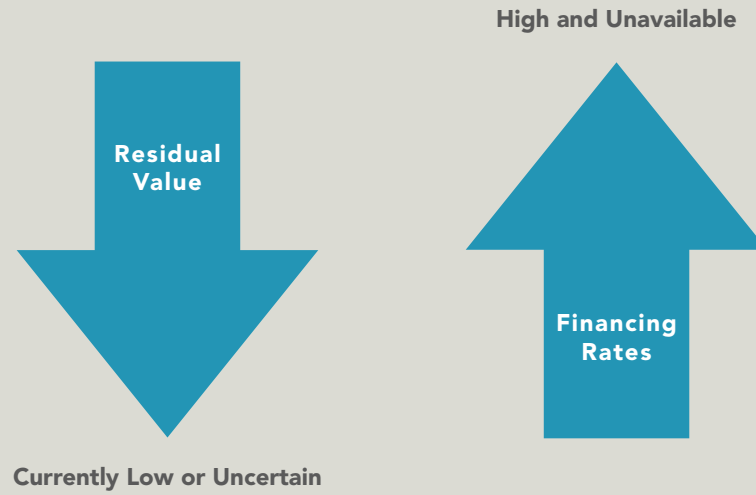 High and Unavailable
Residual
Value
Financing
Rates
Currently Low or Uncertain